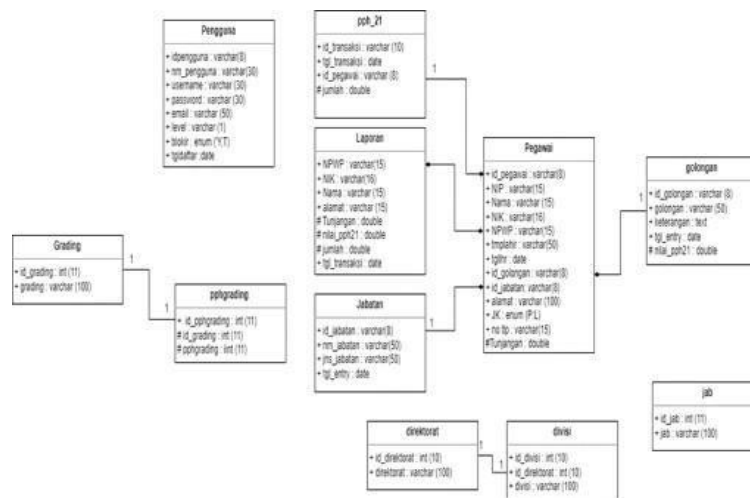 Pengguna
+ idpengguna : varchar(8)
+ nm_pengguna : varchar(30)
+ username : varchar (30)
+ password : varchar (30)
+ email : varchar (50)
+ level : varchar (1)
+ blokir : enum ('Y,T)
+ tgldaftar :date
pph_21
+ id_transaksi : varchar (10)
+ tgl_transaksi : date
+ id_pegawai : varchar (8)
# jumlah : double
1
Laporan
+ NPWP : varchar(15)
+ NIK : varchar(16)
+ Nama : varchar (15)
+ alamat : varchar (15)
# Tunjangan : double
# nilai_pph21 : double
# jumlah : double
+ tgl_transaksi : date
Pegawai
+ id_pegawai : varchar(8)
+ NIP : varchar(15)
+ Nama : varchar (15)
+ NIK : varchar(16)
+ NPWP : varchar(15)
+ tmplahir : varchar(50)
+ tgllhr : date
+ id_golongan : varchar(8)
+ id_jabatan : varchar(8)
+ alamat : varchar (100)
+ JK : enum (P:L)
+ no tlp : varchar(15)
#Tunjangan : double
golongan
+ id_golongan : varchar (8)
+ golongan : varchar (50)
+ keterangan : text
+ tgl_entry : date
# nilai_pph21 : double
1
Grading
+ id_grading : int (11)
+ grading : varchar (100)
1
1
pphgrading
+ id_pphgrading : int (11)
# id_grading : int (11)
# pphgrading : iint (11)
Jabatan
+ id_jabatan : varchar(8)
+ nm_jabatan : varchar(50)
+ jns_jabatan : varchar(50)
+ tgl_entry : date
1
jab
+ id_jab : int (11)
+ jab : varchar (100)
direktorat
+ id_direktorat : int (10)
+ direktorat : varchar (100)
1
1
divisi
+ id_divisi : int (10)
+ id_direktorat : int (10)
+ divisi : varchar (100)